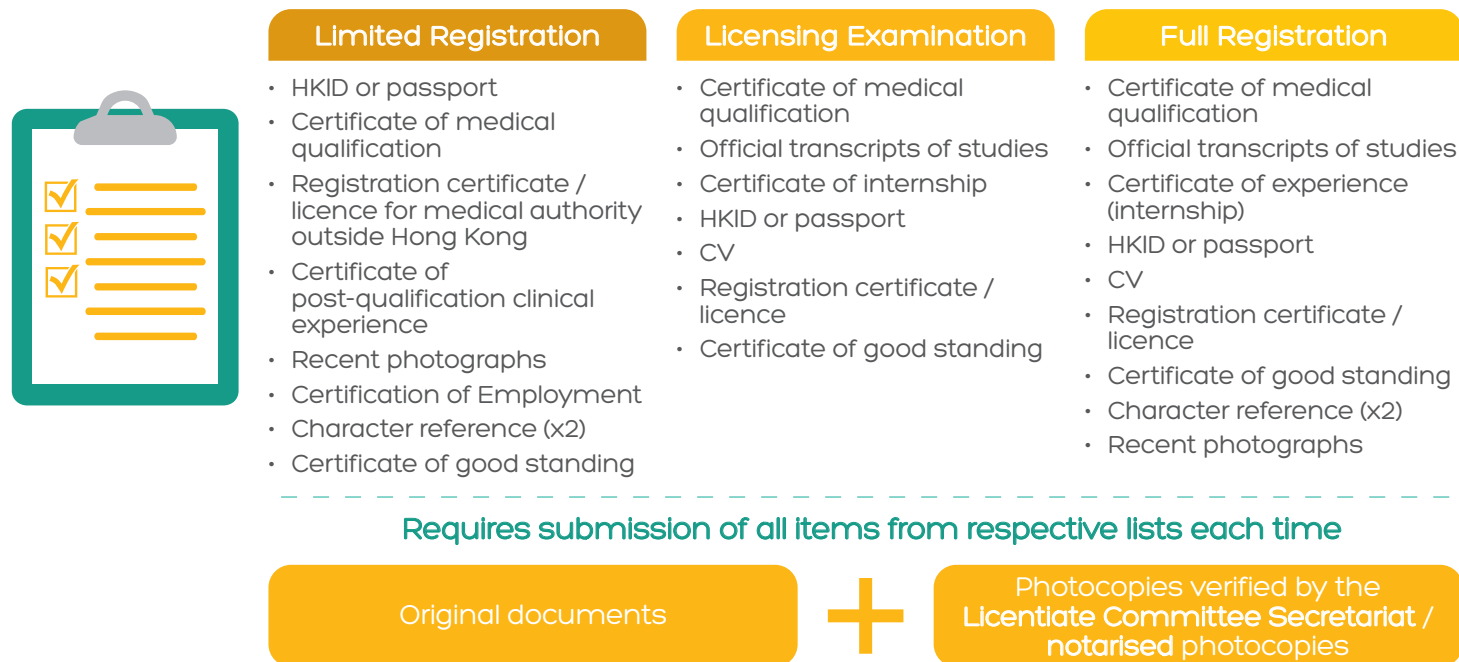 Limited Registration
• HKID or passport
• Certificate of medical
qualification
• Registration certificate /
licence for medical authority
outside Hong Kong
• Certificate of
post-qualification clinical
experience
• Recent photographs
• Certification of Employment
• Character reference (x2)
• Certificate of good standing
Licensing Examination
• Certificate of medical
qualification
• Official transcripts of studies
• Certificate of internship
• HKID or passport
• CV
• Registration certificate /
licence
• Certificate of good standing
Full Registration
• Certificate of medical
qualification
• Official transcripts of studies
• Certificate of experience
(internship)
• HKID or passport
• CV
• Registration certificate /
licence
• Certificate of good standing
• Character reference (x2)
• Recent photographs
Requires submission of all items from respective lists each time
Original documents
+
Photocopies verified by the
Licentiate Committee Secretariat /
notarised photocopies